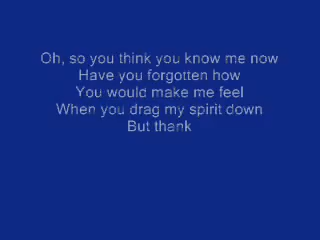 Oh, so you think you know me now
Have you forgotten how
You would make me feel
When you drag my spirit down
But thank